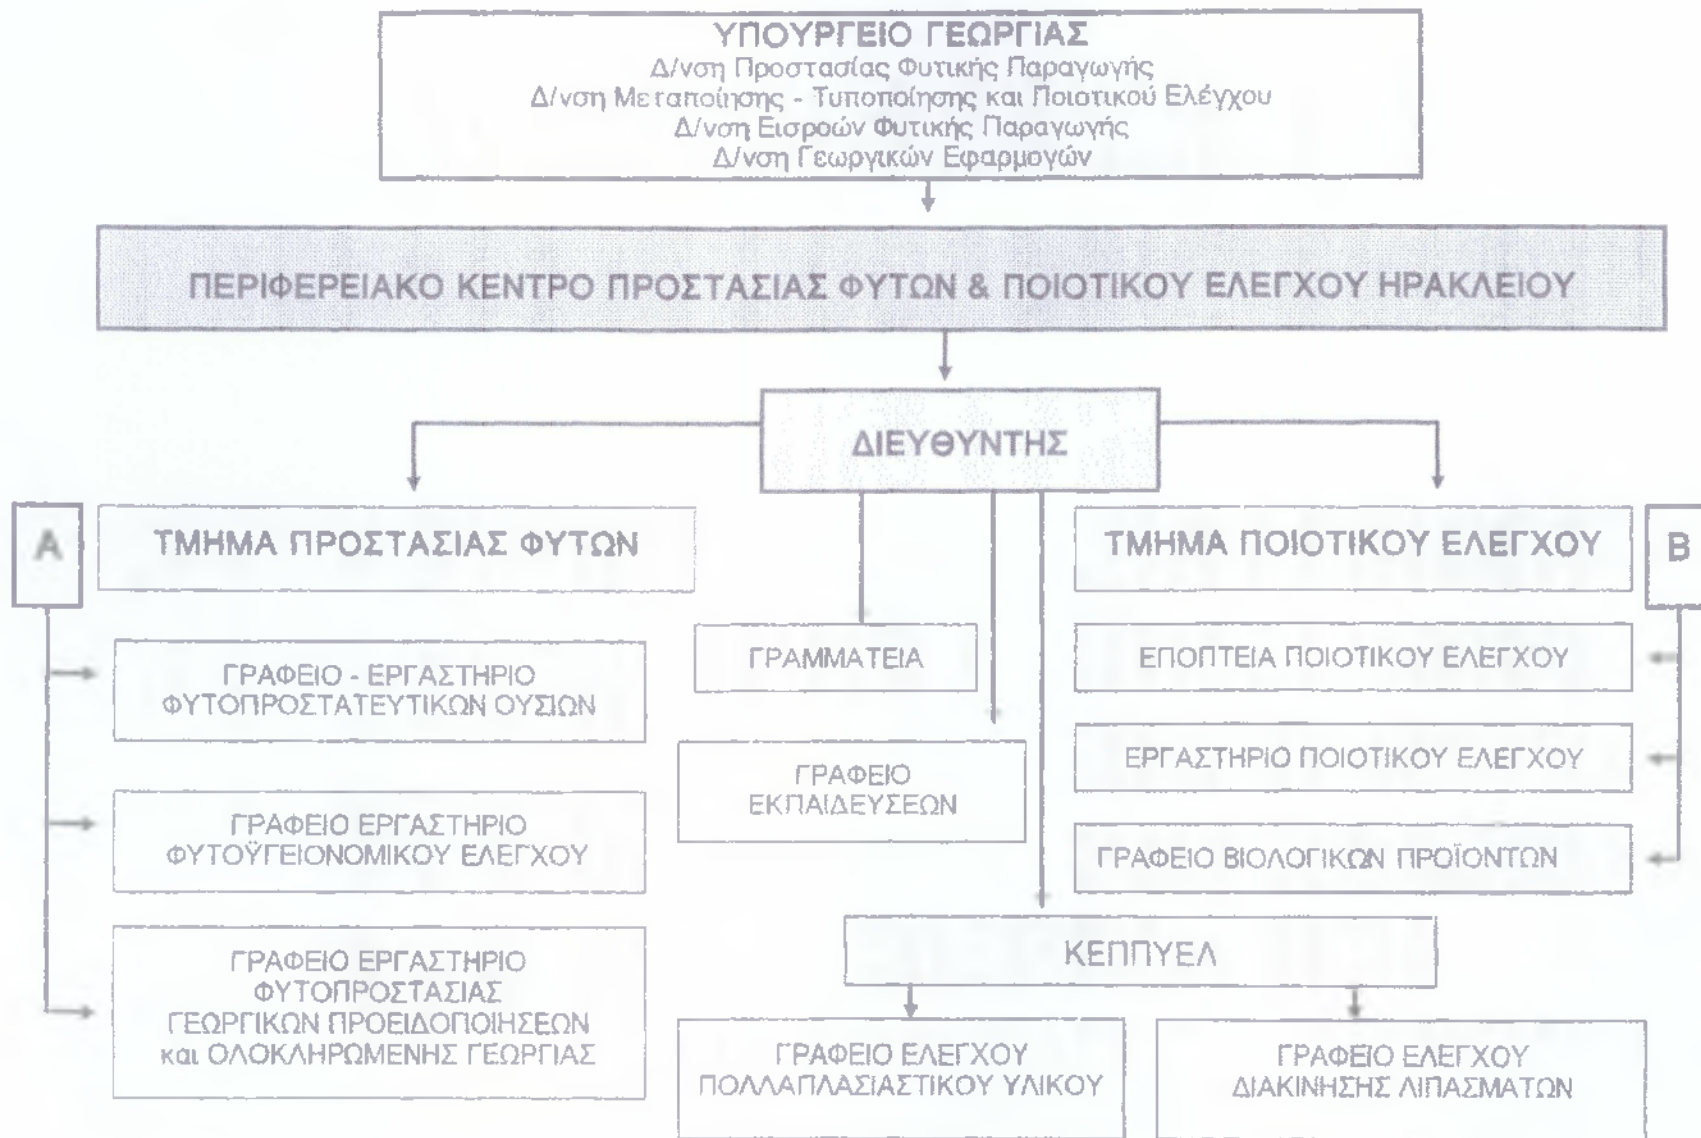 ΥΠΟΥΡΓΕΙΟ ΓΕΩΡΓΙΑΣ
Δ/νση Προστασίας Φυτικής Παραγωγής
Δ/νση Μεταποίησης - Τυποποίησης και Ποιοτικού Ελέγχου
Δ/νση Εισροών Φυτικής Παραγωγής
Δ/νση Γεωργικών Εφαρμογών
ΠΕΡΙΦΕΡΕΙΑΚΟ ΚΕΝΤΡΟ ΠΡΟΣΤΑΣΙΑΣ ΦΥΤΩΝ & ΠΟΙΟΤΙΚΟΥ ΕΛΕΓΧΟΥ ΗΡΑΚΛΕΙΟΥ
ΔΙΕΥΘΥΝΤΗΣ
Α
ΤΜΗΜΑ ΠΡΟΣΤΑΣΙΑΣ ΦΥΤΩΝ
ΓΡΑΦΕΙΟ - ΕΡΓΑΣΤΗΡΙΟ
ΦΥΤΟΠΡΟΣΤΑΤΕΥΤΙΚΩΝ ΟΥΣΙΩΝ
ΓΡΑΦΕΙΟ ΕΡΓΑΣΤΗΡΙΟ
ΦΥΤΟΫΓΕΙΟΝΟΜΙΚΟΥ ΕΛΕΓΧΟΥ
ΓΡΑΦΕΙΟ ΕΡΓΑΣΤΗΡΙΟ
ΦΥΤΟΠΡΟΣΤΑΣΙΑΣ
ΓΕΩΡΓΙΚΩΝ ΠΡΟΕΙΔΟΠΟΙΗΣΕΩΝ
και ΟΛΟΚΛΗΡΩΜΕΝΗΣ ΓΕΩΡΓΙΑΣ
ΓΡΑΜΜΑΤΕΙΑ
ΓΡΑΦΕΙΟ
ΕΚΠΑΙΔΕΥΣΕΩΝ
ΤΜΗΜΑ ΠΟΙΟΤΙΚΟΥ ΕΛΕΓΧΟΥ
Β
ΕΠΟΠΤΕΙΑ ΠΟΙΟΤΙΚΟΥ ΕΛΕΓΧΟΥ
ΕΡΓΑΣΤΗΡΙΟ ΠΟΙΟΤΙΚΟΥ ΕΛΕΓΧΟΥ
ΓΡΑΦΕΙΟ ΒΙΟΛΟΓΙΚΩΝ ΠΡΟΪΟΝΤΩΝ
ΚΕΠΠΥΕΛ
ΓΡΑΦΕΙΟ ΕΛΕΓΧΟΥ
ΠΟΛΛΑΠΛΑΣΙΑΣΤΙΚΟΥ ΥΛΙΚΟΥ
ΓΡΑΦΕΙΟ ΕΛΕΓΧΟΥ
ΔΙΑΚΙΝΗΣΗΣ ΛΙΠΑΣΜΑΤΩΝ